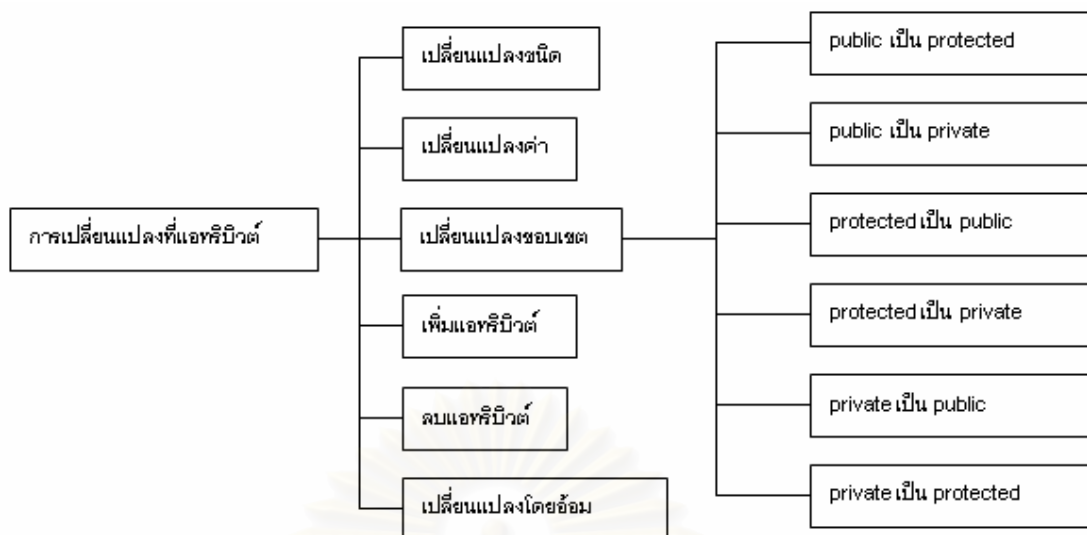 การเปลี่ยนแปลงที่แอทริบิวต์
เปลี่ยนแปลงชนิด
เปลี่ยนแปลงค่า
เปลี่ยนแปลงขอบเขต
เพิ่มแอทริบิวต์
ลบแอทริบิวต์
เปลี่ยนแปลงโดยอ้อม
public เป็น protected
public เป็น private
protected เป็น public
protected เป็น private
private เป็น public
private เป็น protected